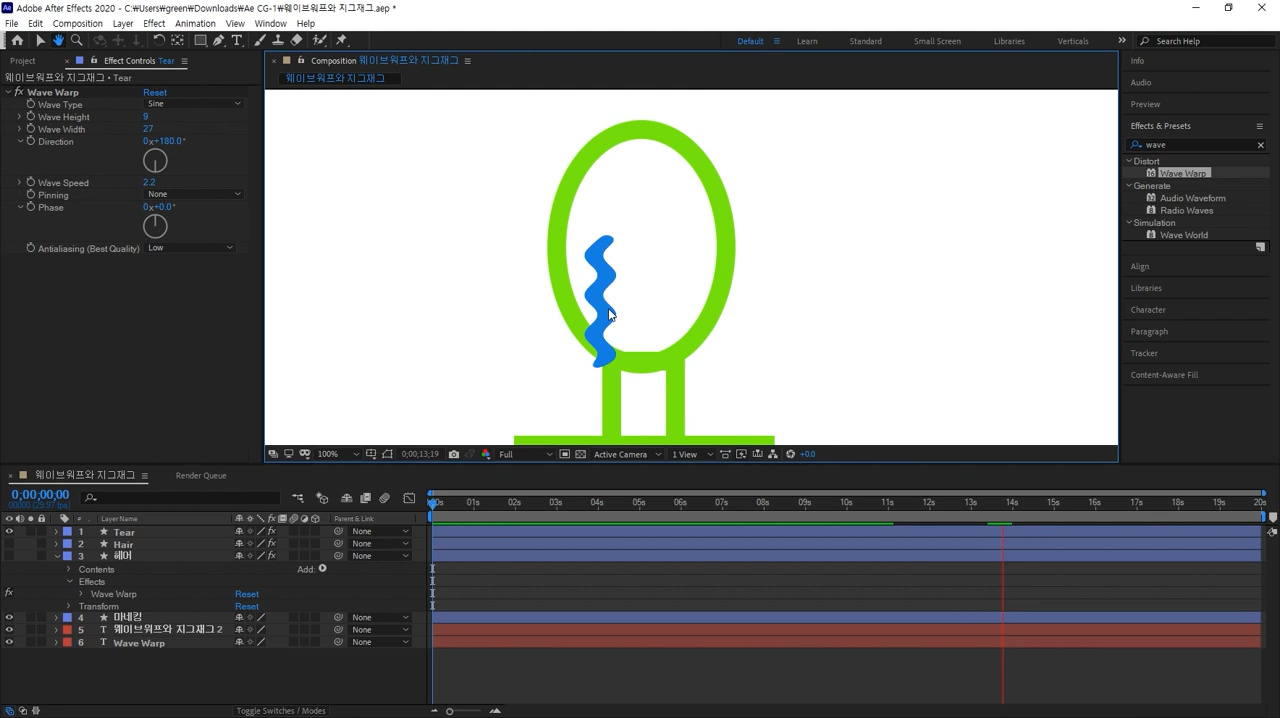 Adobe After Effects 2020 - C:₩Users₩green₩Downloads₩Ae CG-1₩웨이브워프와 지그재그.aep *
File Edit Composition Layer Effect Animation View Window Help
Default Learn Standard Small Screen Libraries Verticals Search Help
Project Effect Controls Tear
웨이브워프와 지그재그 • Tear
fx Wave Warp Reset
Wave Type Sine
Wave Height 9
Wave Width 27
Direction 0x+180.0°
Wave Speed 2.2
Pinning None
Phase 0x+0.0°
Antialiasing (Best Quality) Low
Composition 웨이브워프와 지그재그
웨이브워프와 지그재그
100% 0;00;13;19 Full Active Camera 1 View +0.0
Info
Audio
Preview
Effects & Presets
wave
Distort
Wave Warp
Generate
Audio Waveform
Radio Waves
Simulation
Wave World
Align
Libraries
Character
Paragraph
Tracker
Content-Aware Fill
웨이브워프와 지그재그 Render Queue
0;00;00;00
00000 (29.97 fps)
01s 02s 03s 04s 05s 06s 07s 08s 09s 10s 11s 12s 13s 14s 15s 16s 17s 18s 19s 20s
# Layer Name Parent & Link
1 Tear None
2 Hair None
3 헤어 None
Contents Add:
Effects
fx Wave Warp Reset
Transform Reset
4 마네킹 None
5 T 웨이브워프와 지그재그 2 None
6 T Wave Warp None
Toggle Switches / Modes